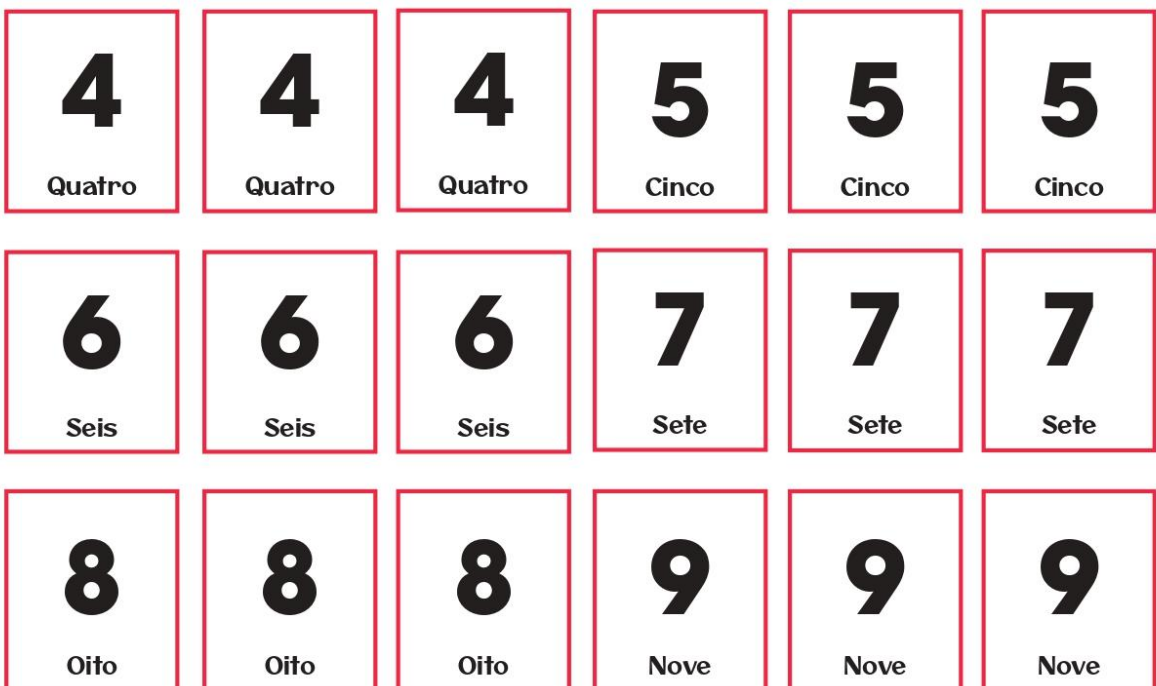 4 4 4 5 5 5
Quatro Quatro Quatro Cinco Cinco Cinco
6 6 6 7 7 7
Seis Seis Seis Sete Sete Sete
8 8 8 9 9 9
Oito Oito Oito Nove Nove Nove